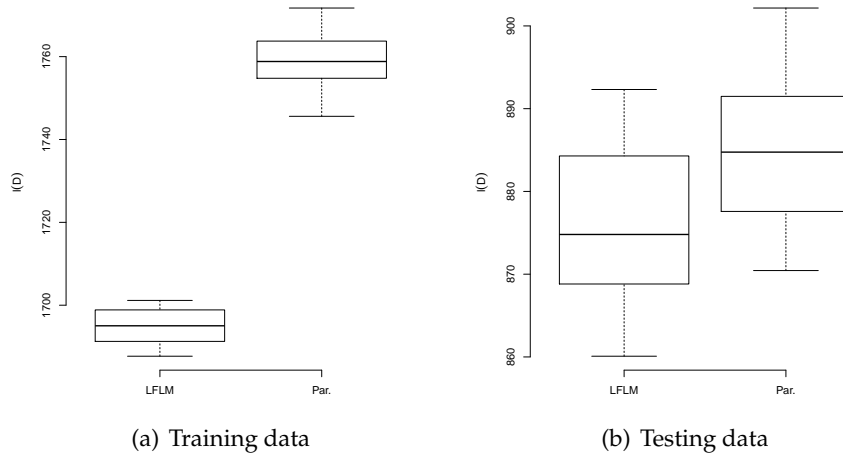 1760
1740
1720
1700
l(D)
LFLM
Par.
(a) Training data
900
890
880
870
860
l(D)
LFLM
Par.
(b) Testing data